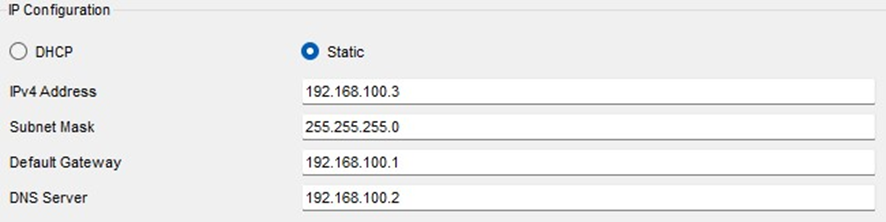 IP Configuration
DHCP Static
IPv4 Address 192.168.100.3
Subnet Mask 255.255.255.0
Default Gateway 192.168.100.1
DNS Server 192.168.100.2